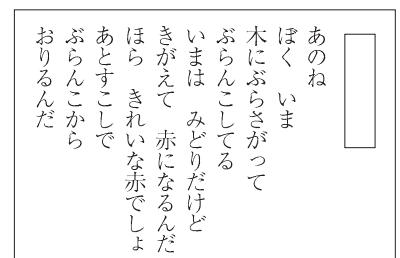 あのね
ぼく　いま
木にぶらさがって
ぶらんこしてる
いまは　みどりだけど
きがえて　赤になるんだ
ほら　きれいな赤でしょ
あとすこしで
ぶらんこから
おりるんだ